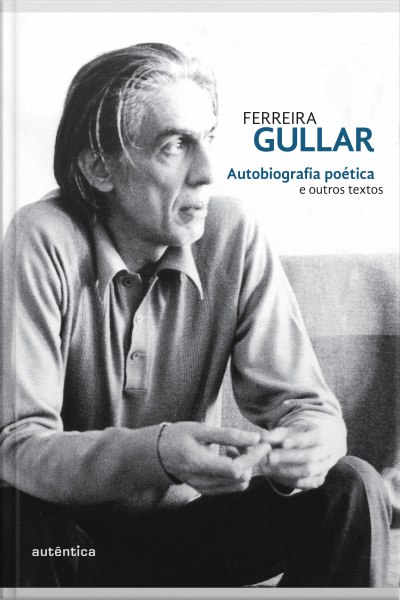 FERREIRA
GULLAR
Autobiografia poética
e outros textos
autêntica